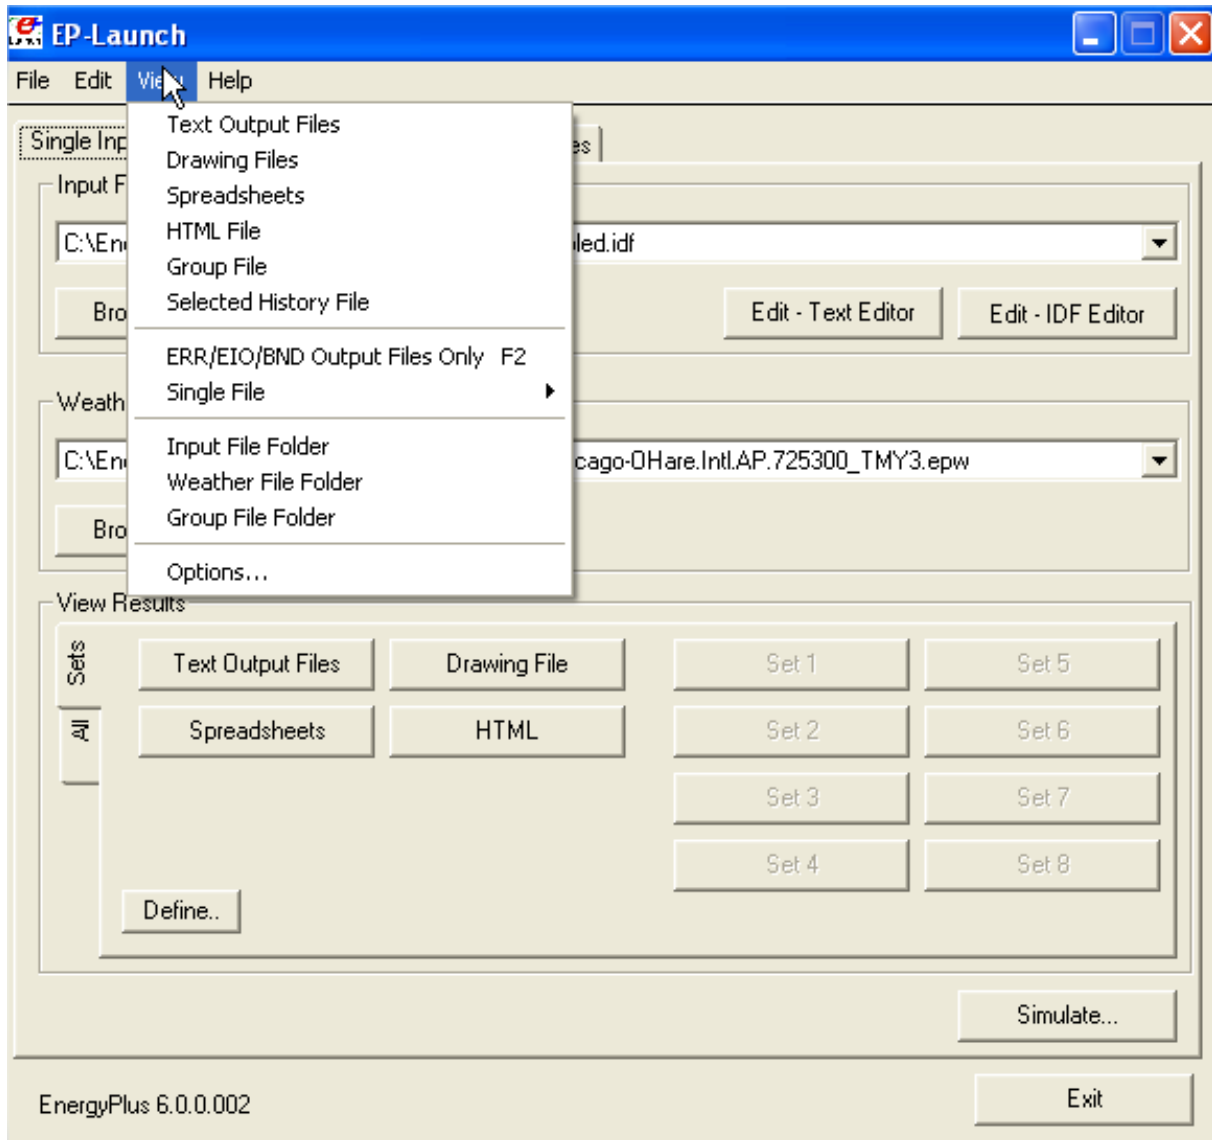 EP-Launch
File Edit View Help
Text Output Files
Drawing Files
Spreadsheets
HTML File
Group File
Selected History File
ERR/EIO/BND Output Files Only F2
Single File
Input File Folder
Weather File Folder
Group File Folder
Options...
Single Inp es
Input F
C:\En led.idf
Bro Edit - Text Editor Edit - IDF Editor
Weath
C:\En cago-OHare.Intl.AP.725300_TMY3.epw
Bro
View Results
Sets
All
Text Output Files Drawing File Set 1 Set 5
Spreadsheets HTML Set 2 Set 6
Set 3 Set 7
Set 4 Set 8
Define..
Simulate...
EnergyPlus 6.0.0.002
Exit